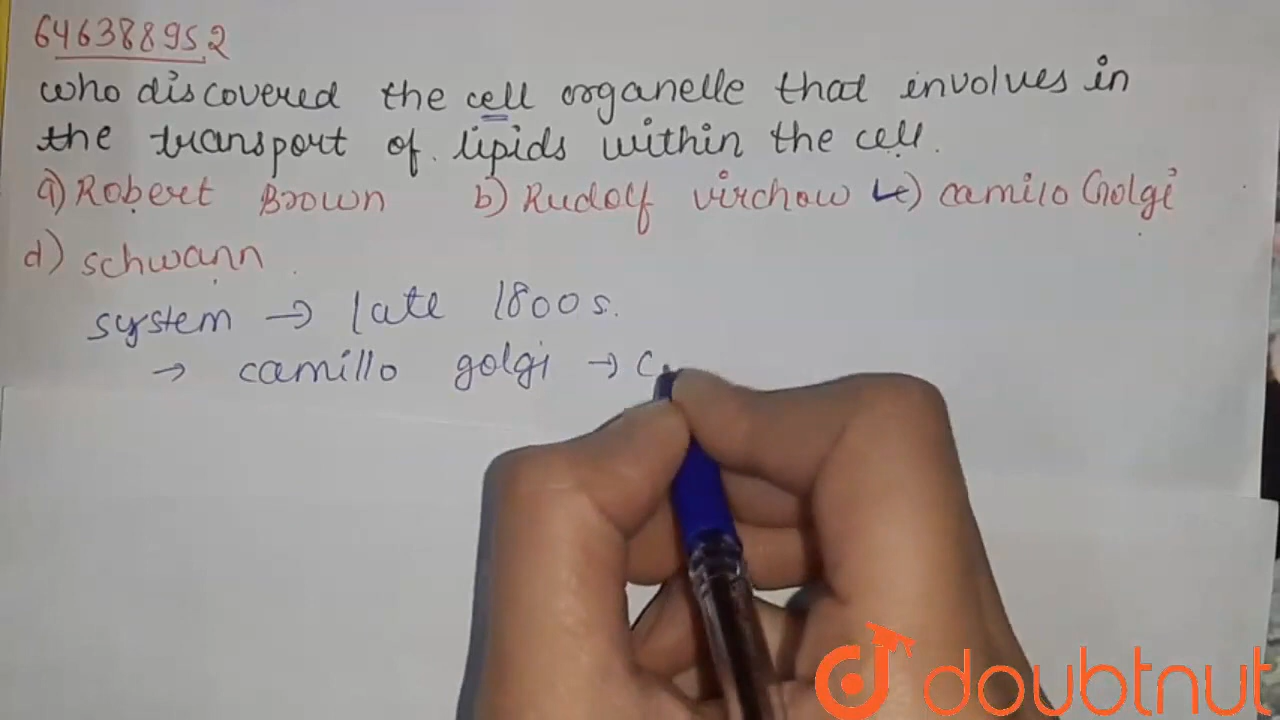 646388952
who discovered the cell organelle that involves in
the transport of lipids within the cell.
a) Robert Brown b) Rudolf virchow c) camilo Golgi
d) schwann
system → late 1800s.
→ camillo golgi → C
doubtnut